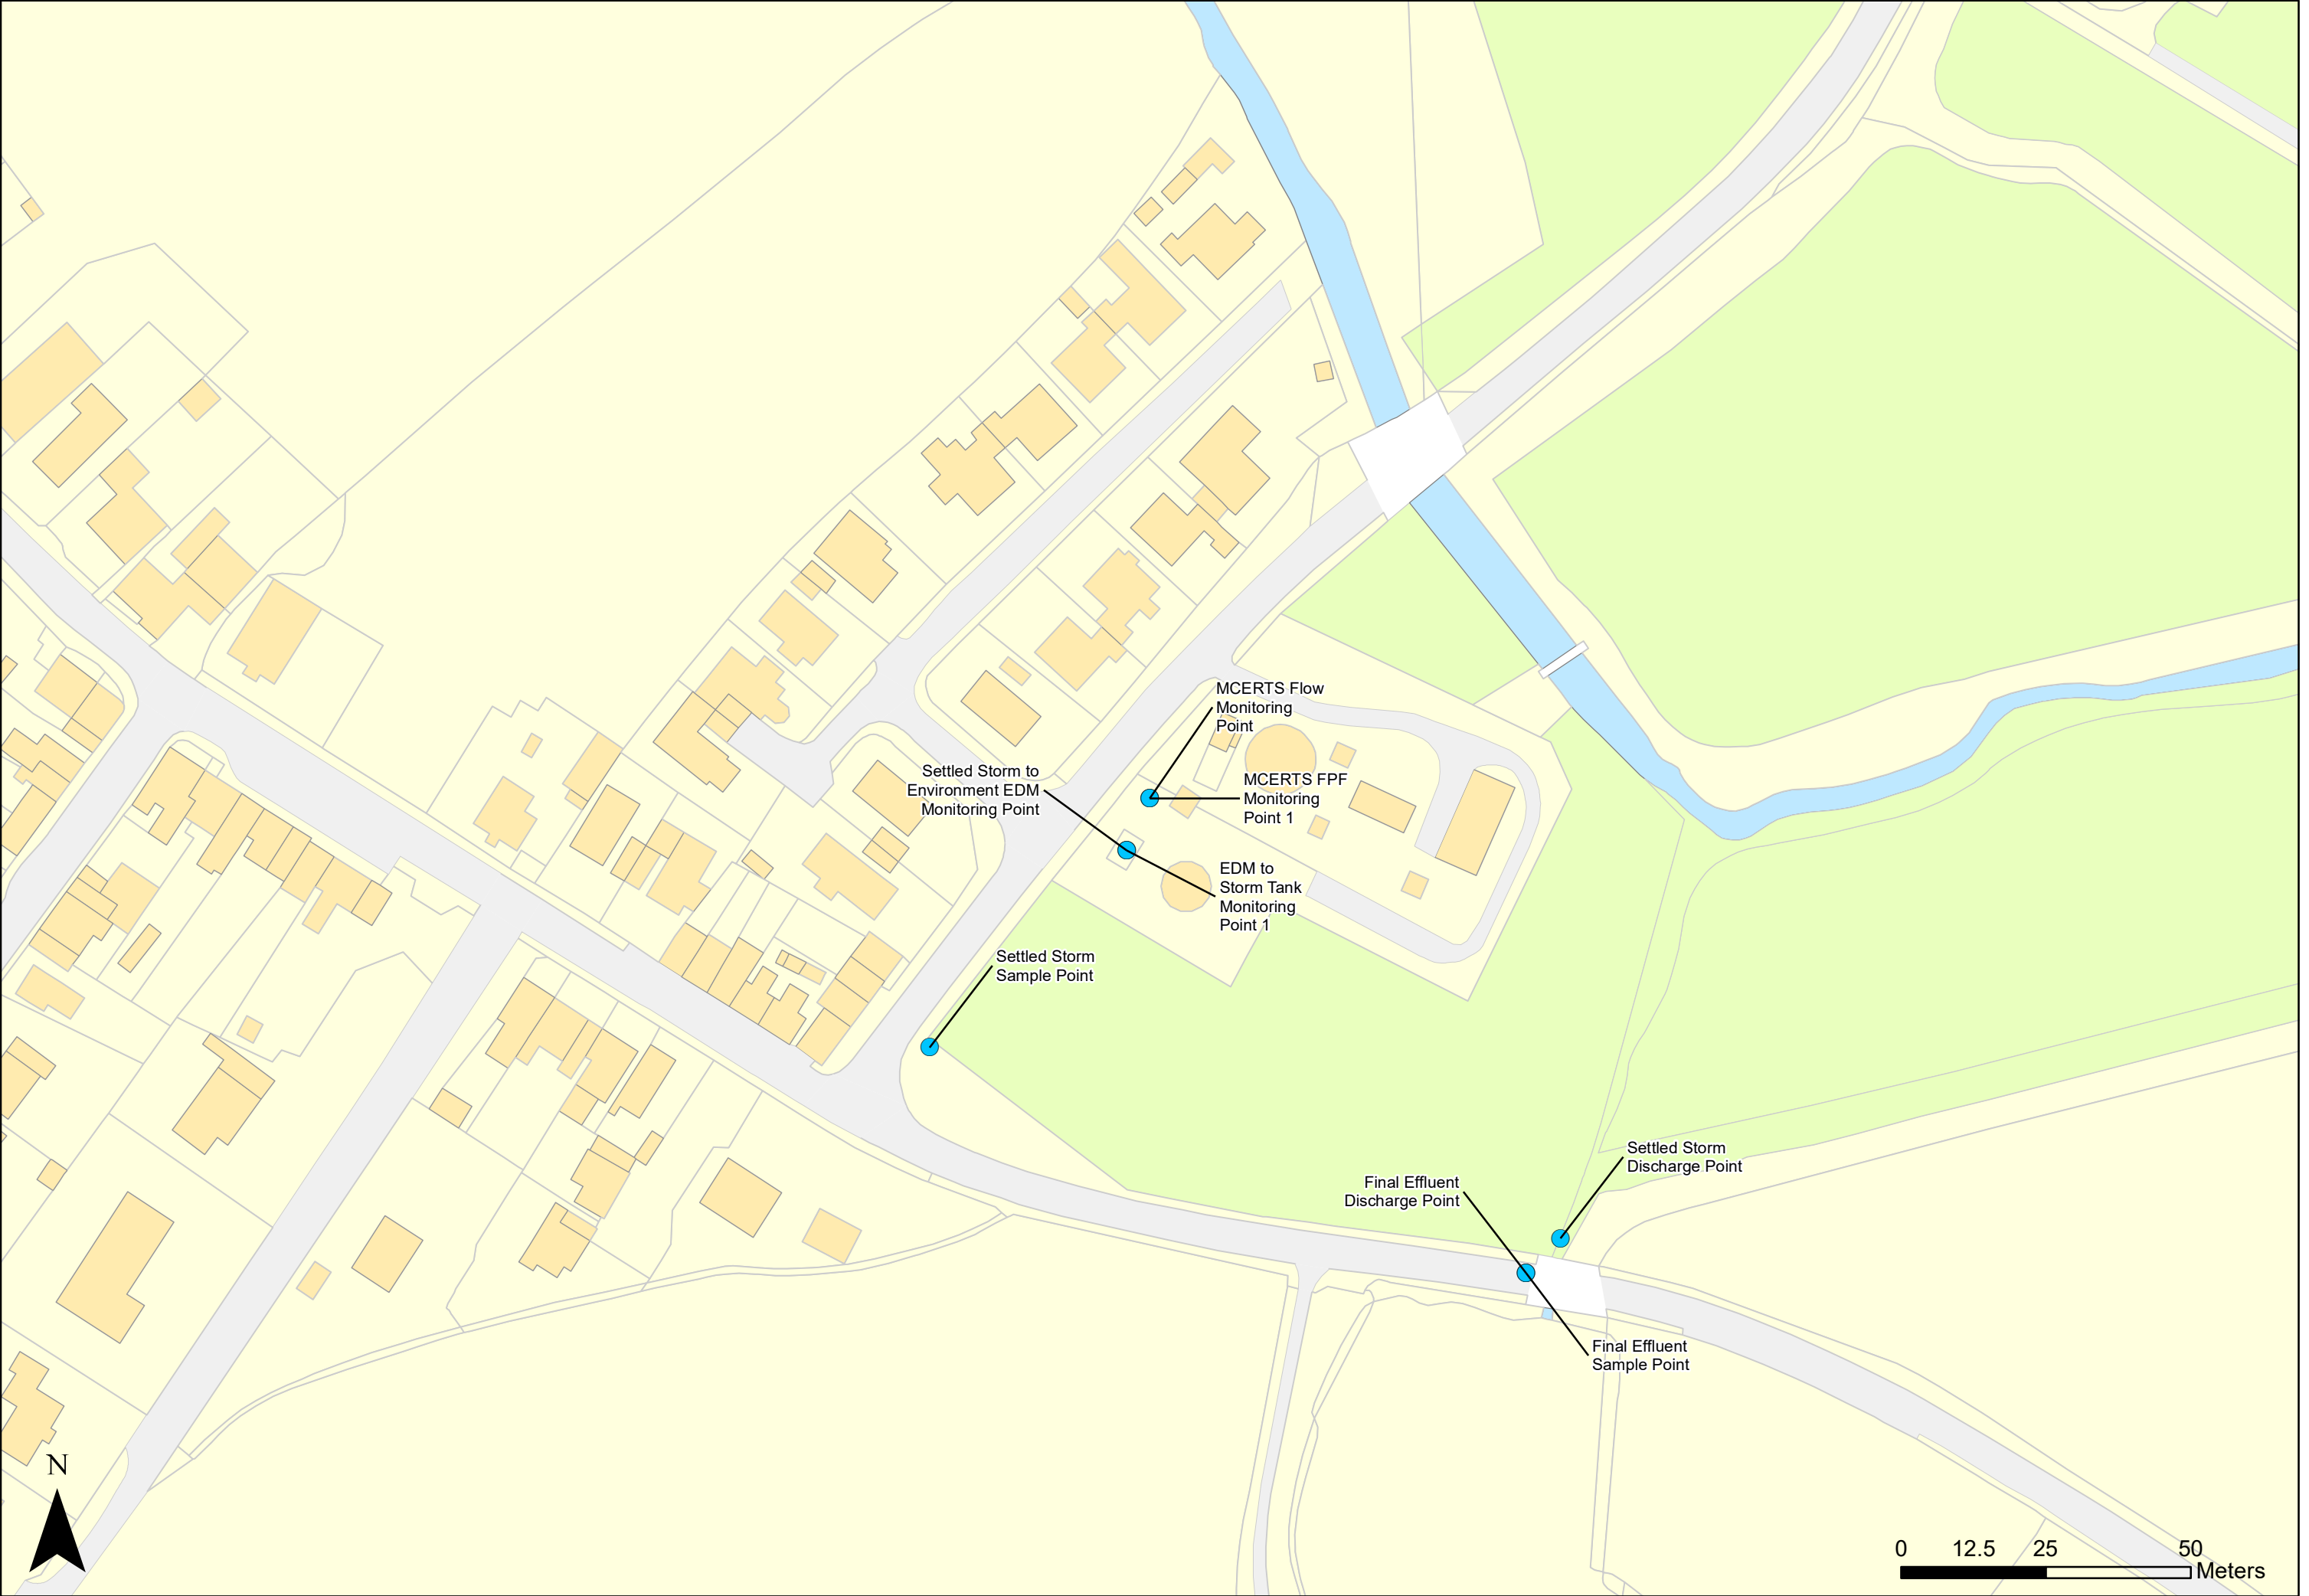 MCERTS Flow
Monitoring
Point
Settled Storm to
Environment EDM
Monitoring Point
MCERTS FPF
Monitoring
Point 1
EDM to
Storm Tank
Monitoring
Point 1
Settled Storm
Sample Point
Settled Storm
Discharge Point
Final Effluent
Discharge Point
Final Effluent
Sample Point
N
0 12.5 25 50
Meters